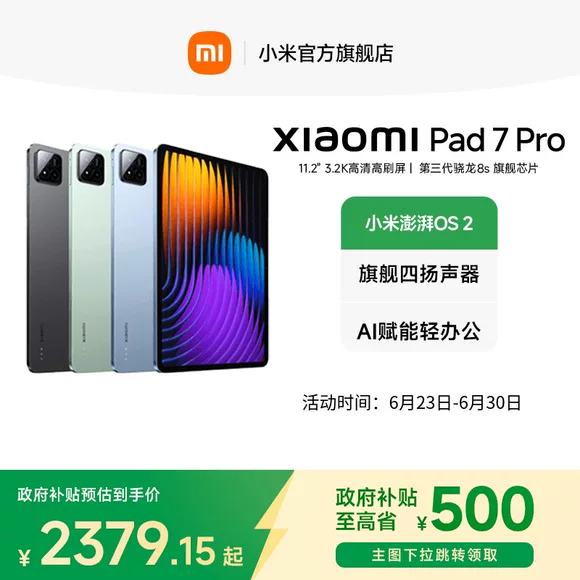 小米官方旗舰店
xiaomi Pad 7 Pro
11.2" 3.2K高清高刷屏 | 第三代骁龙8s 旗舰芯片
小米澎湃OS 2
旗舰四扬声器
AI赋能轻办公
XIAOMI
XIAOMI
XIAOMI
活动时间：6月23日-6月30日
政府补贴预估到手价
¥2379.15起
政府补贴
至高省 ¥500
主图下拉跳转领取